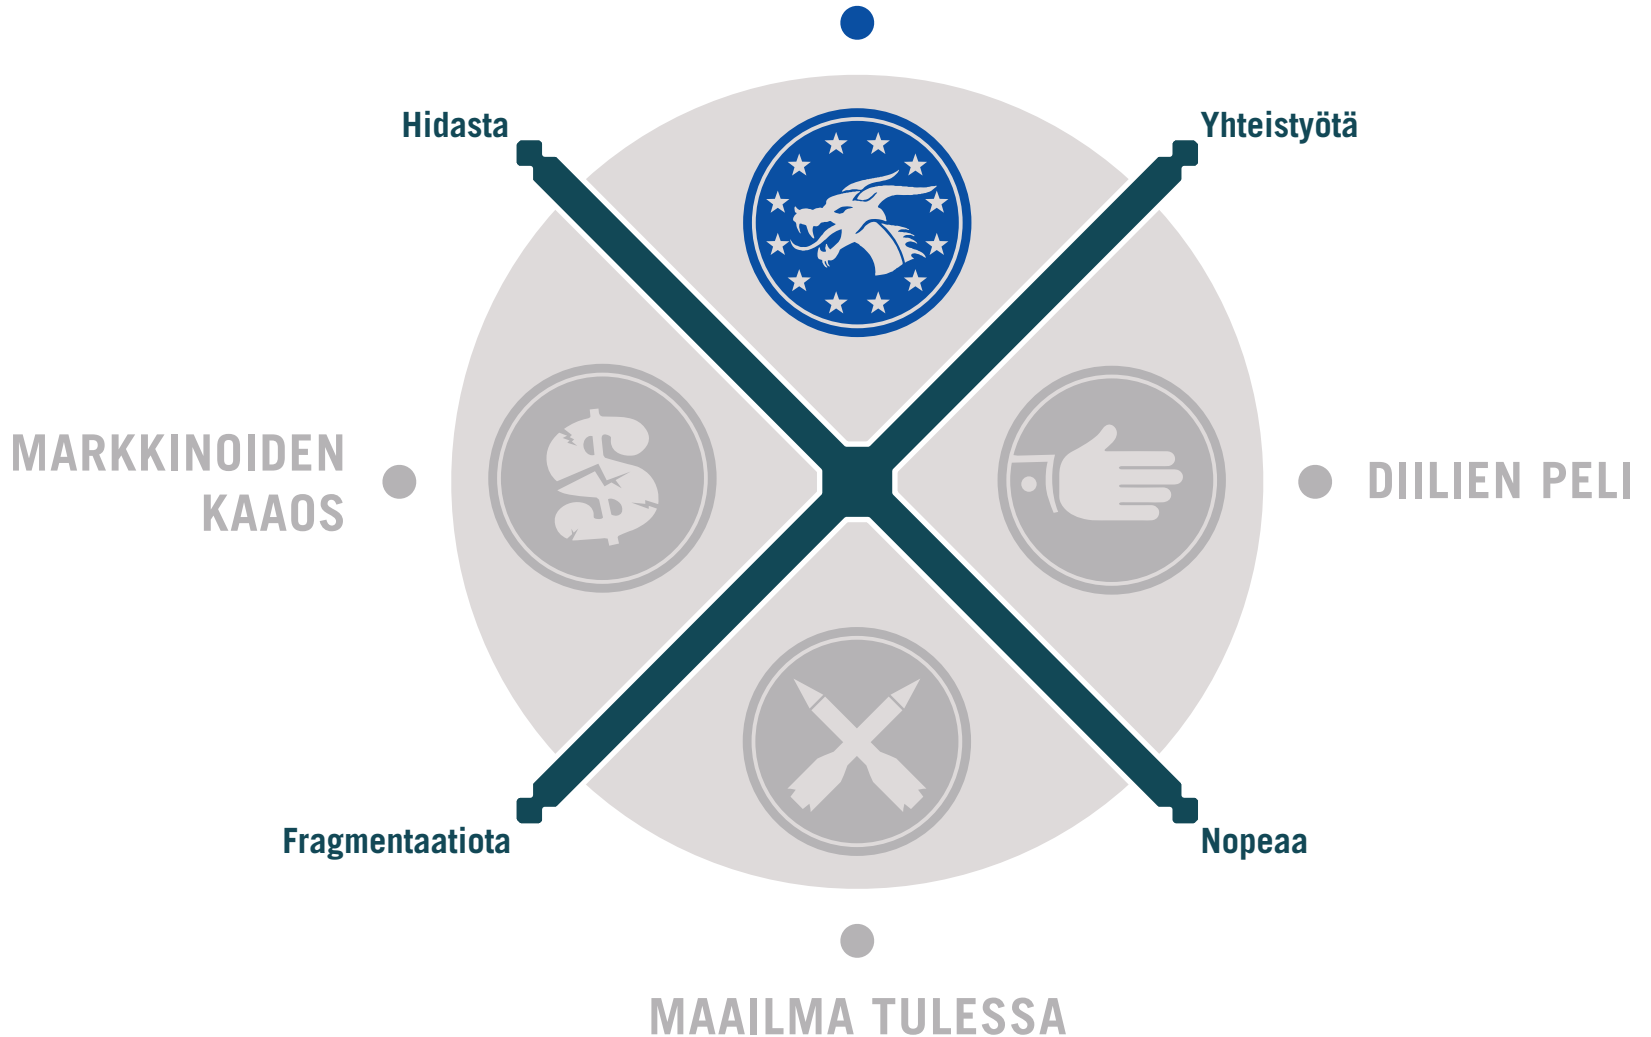 Hidasta
Yhteistyötä
MARKKINOIDEN
KAAOS
DIILIEN PELI
Fragmentaatiota
Nopeaa
MAAILMA TULESSA